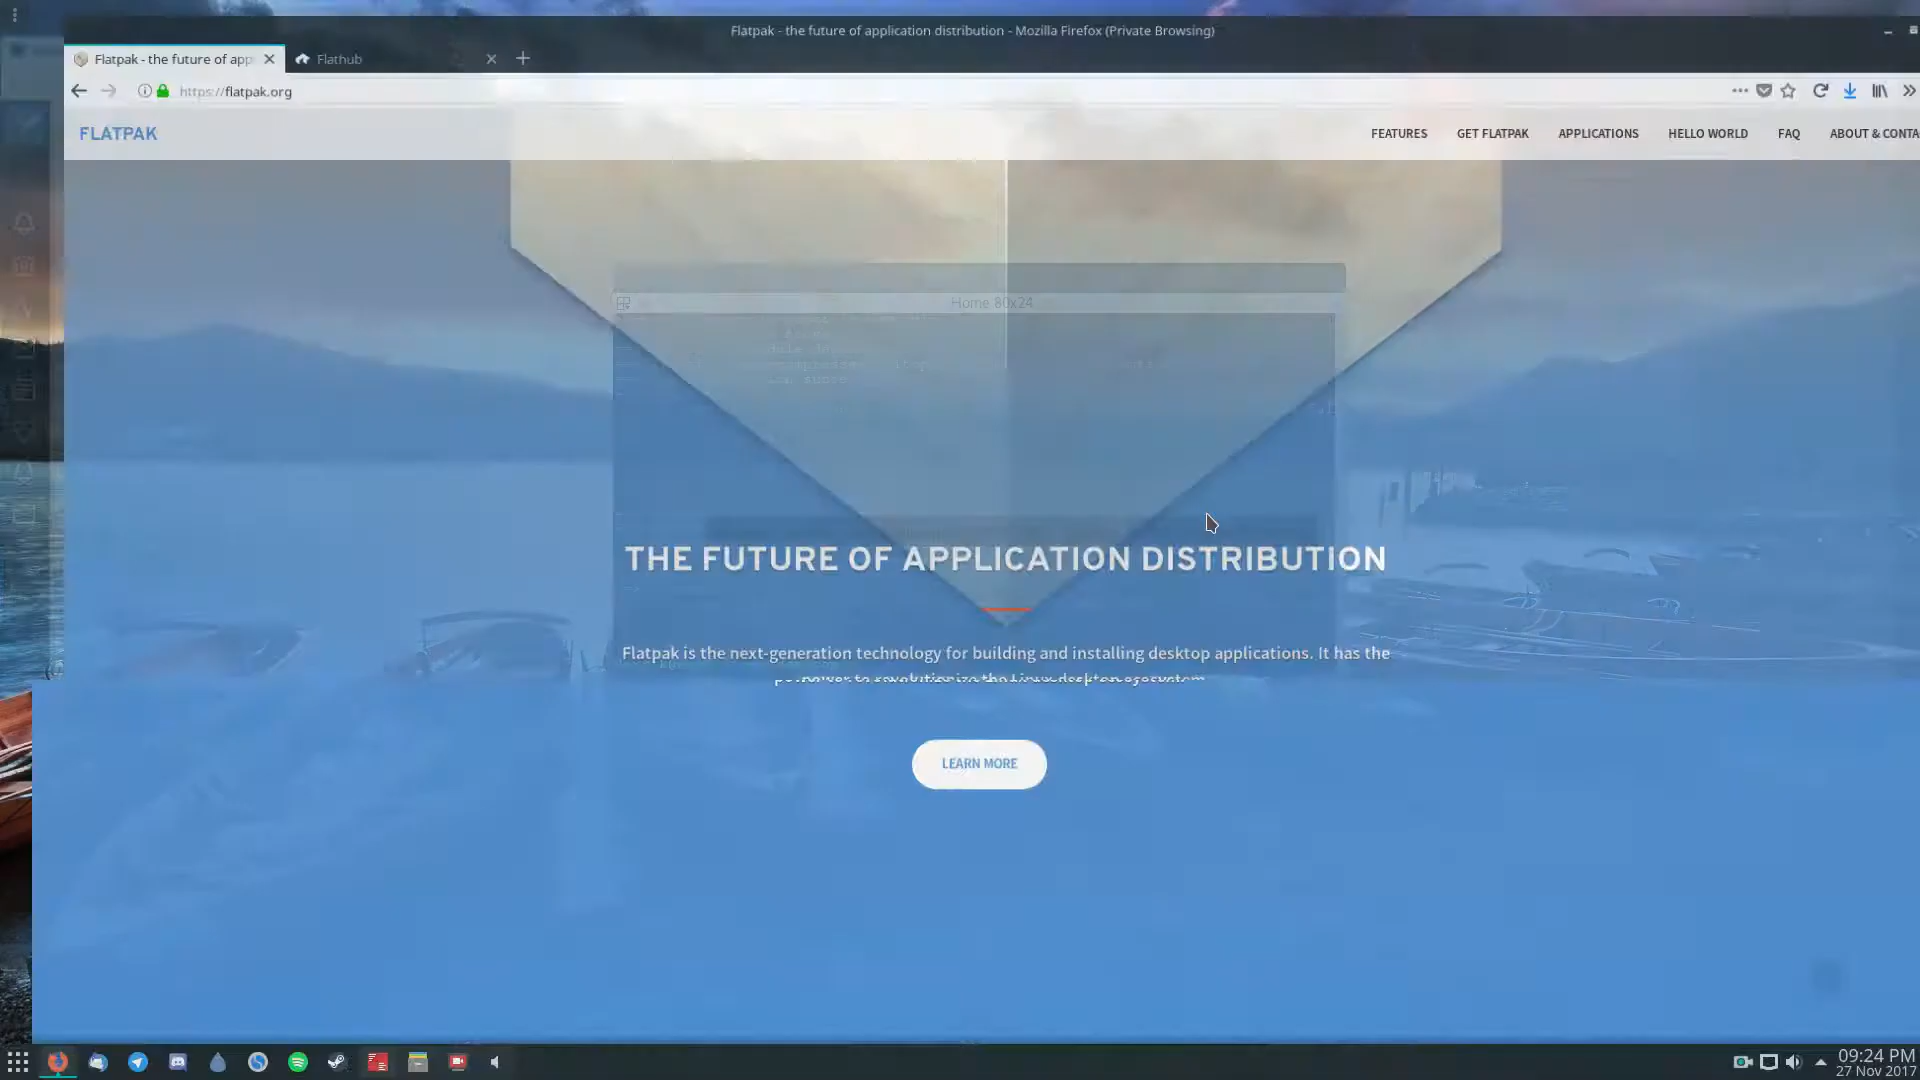 Flatpak - the future of application distribution - Mozilla Firefox (Private Browsing)
Flatpak - the future of app
Flathub
https://flatpak.org
FLATPAK
FEATURES
GET FLATPAK
APPLICATIONS
HELLO WORLD
FAQ
ABOUT & CONTA
Home 80x24
THE FUTURE OF APPLICATION DISTRIBUTION
Flatpak is the next-generation technology for building and installing desktop applications. It has the
LEARN MORE
09:24 PM
27 Nov 2017